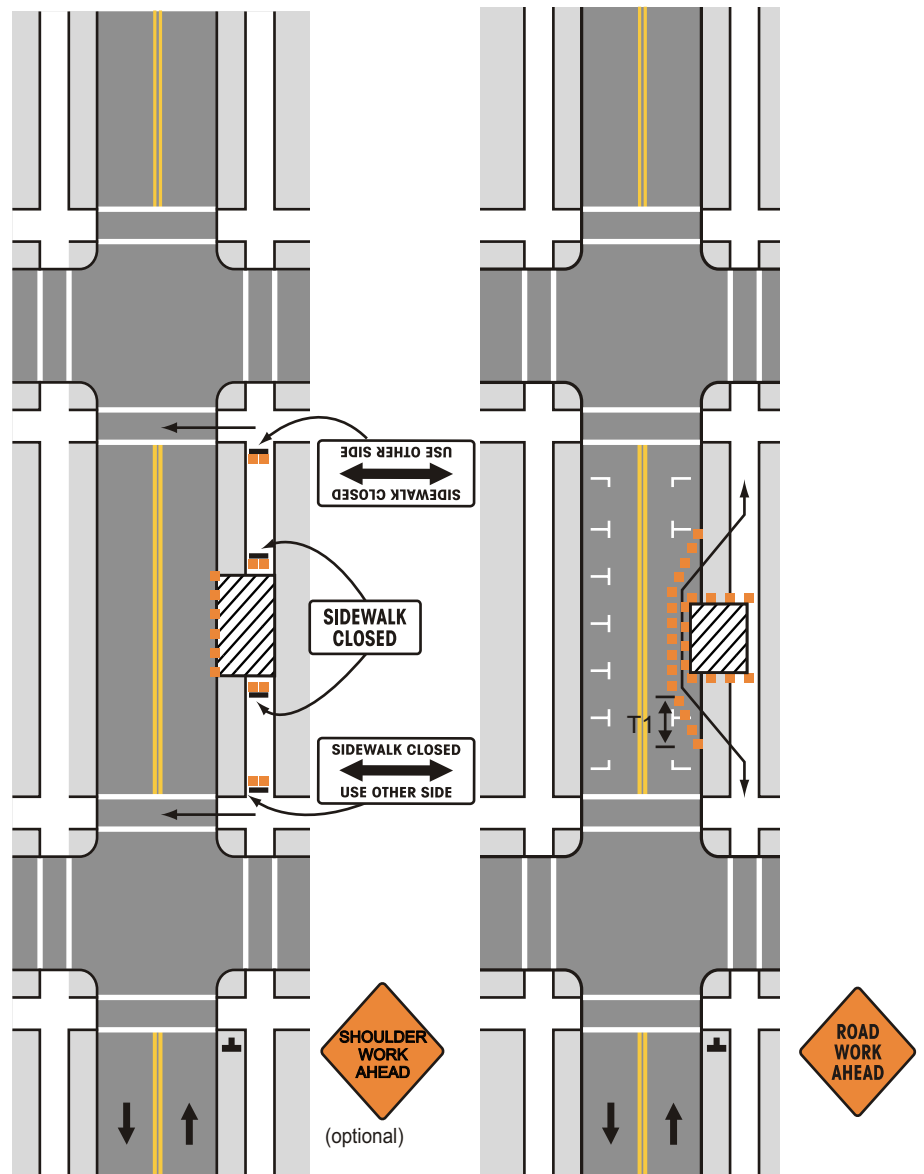 USE OTHER SIDE
SIDEWALK CLOSED
SIDEWALK
CLOSED
T1
SIDEWALK CLOSED
USE OTHER SIDE
SHOULDER
WORK
AHEAD
(optional)
ROAD
WORK
AHEAD